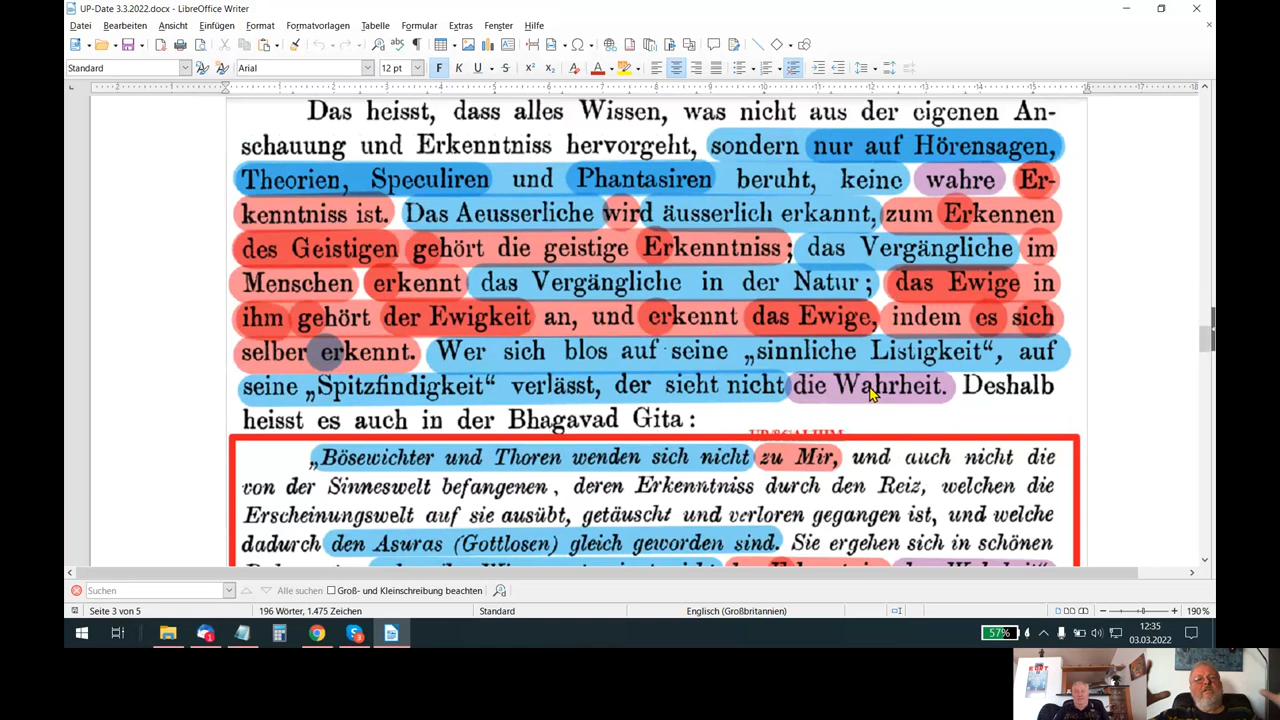 UP-Date 3.3.2022.docx - LibreOffice Writer
Datei Bearbeiten Ansicht Einfügen Format Formatvorlagen Tabelle Formular Extras Fenster Hilfe
Standard Arial 12 pt F K U S
Das heisst, dass alles Wissen, was nicht aus der eigenen An-
schauung und Erkenntniss hervorgeht, sondern nur auf Hörensagen,
Theorien, Speculiren und Phantasiren beruht, keine wahre Er-
kenntniss ist. Das Aeusserliche wird äusserlich erkannt, zum Erkennen
des Geistigen gehört die geistige Erkenntniss; das Vergängliche im
Menschen erkennt das Vergängliche in der Natur; das Ewige in
ihm gehört der Ewigkeit an, und erkennt das Ewige, indem es sich
selber erkennt. Wer sich blos auf seine „sinnliche Listigkeit“, auf
seine „Spitzfindigkeit“ verlässt, der sieht nicht die Wahrheit. Deshalb
heisst es auch in der Bhagavad Gita:
„Bösewichter und Thoren wenden sich nicht zu Mir, und auch nicht die
von der Sinneswelt befangenen, deren Erkenntniss durch den Reiz, welchen die
Erscheinungswelt auf sie ausübt, getäuscht und verloren gegangen ist, und welche
dadurch den Asuras (Gottlosen) gleich geworden sind. Sie ergehen sich in schönen
Suchen Alle suchen Groß- und Kleinschreibung beachten
Seite 3 von 5 196 Wörter, 1.475 Zeichen Standard Englisch (Großbritannien) 190%
57% 12:35
03.03.2022